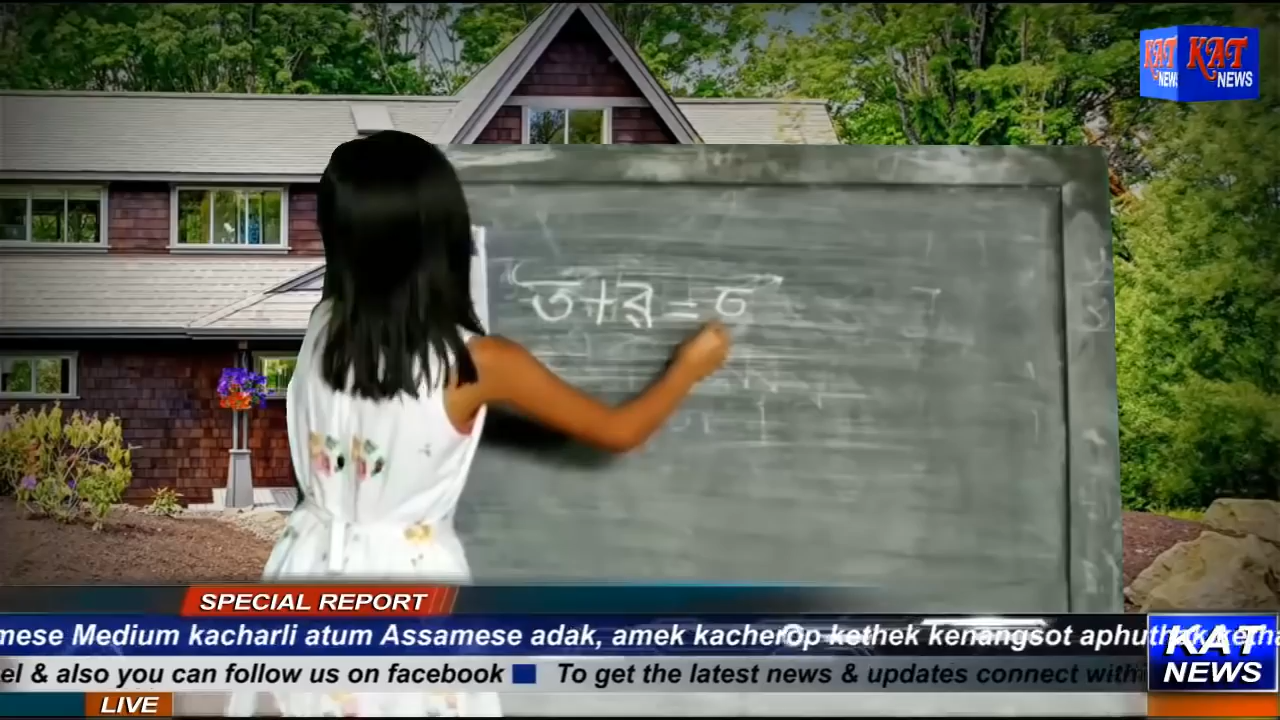 KAT KAT
NEWS NEWS
ত + ৰ = ত
SPECIAL REPORT
mese Medium kacharli atum Assamese adak, amek kacherop kethek kenangsot aphuthak
el & also you can follow us on facebook ■ To get the latest news & updates connect with
KAT
NEWS
LIVE